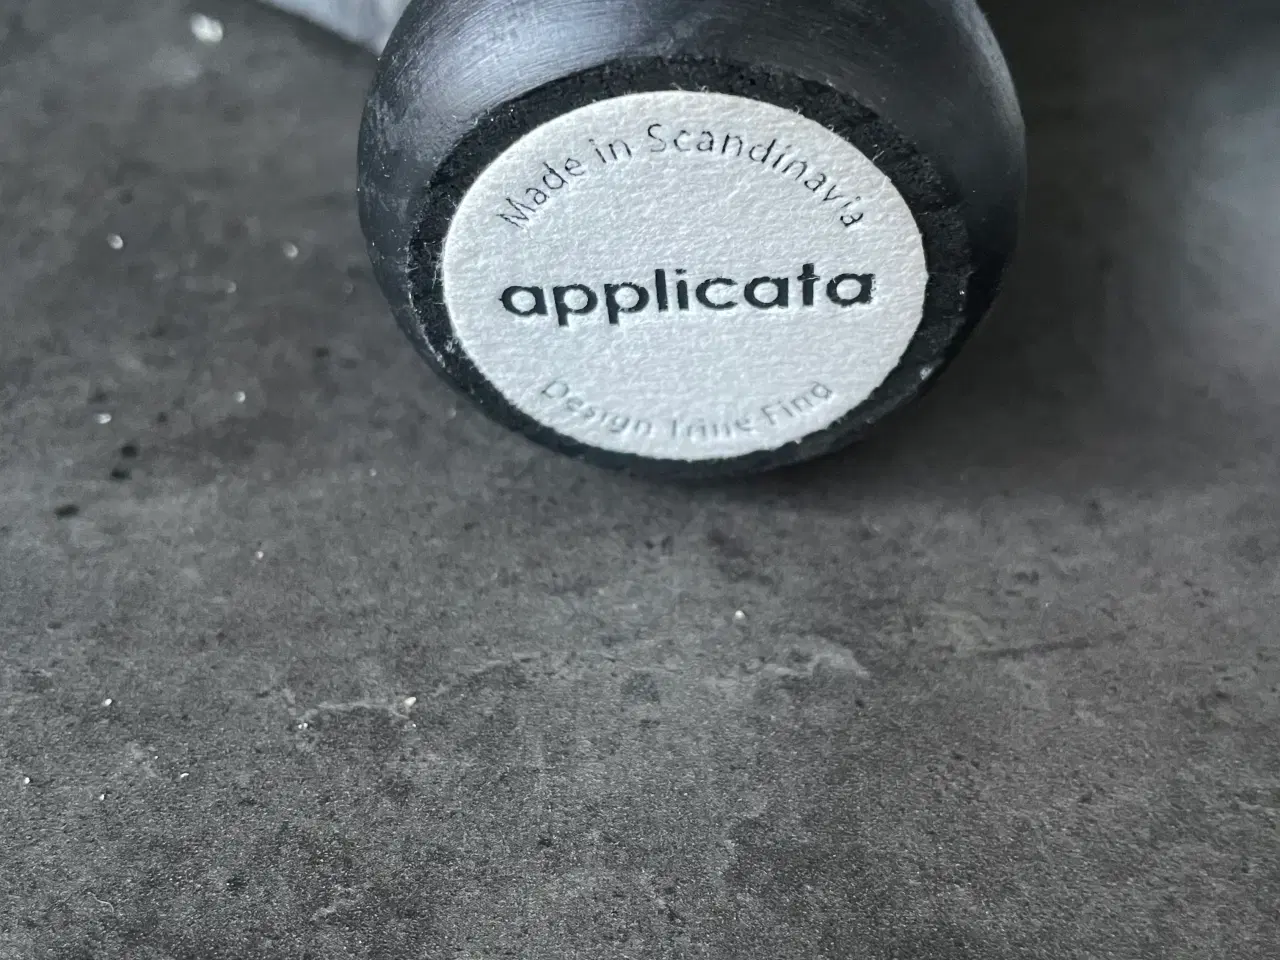 Made in Scandinavia
applicata
Design Trine Find